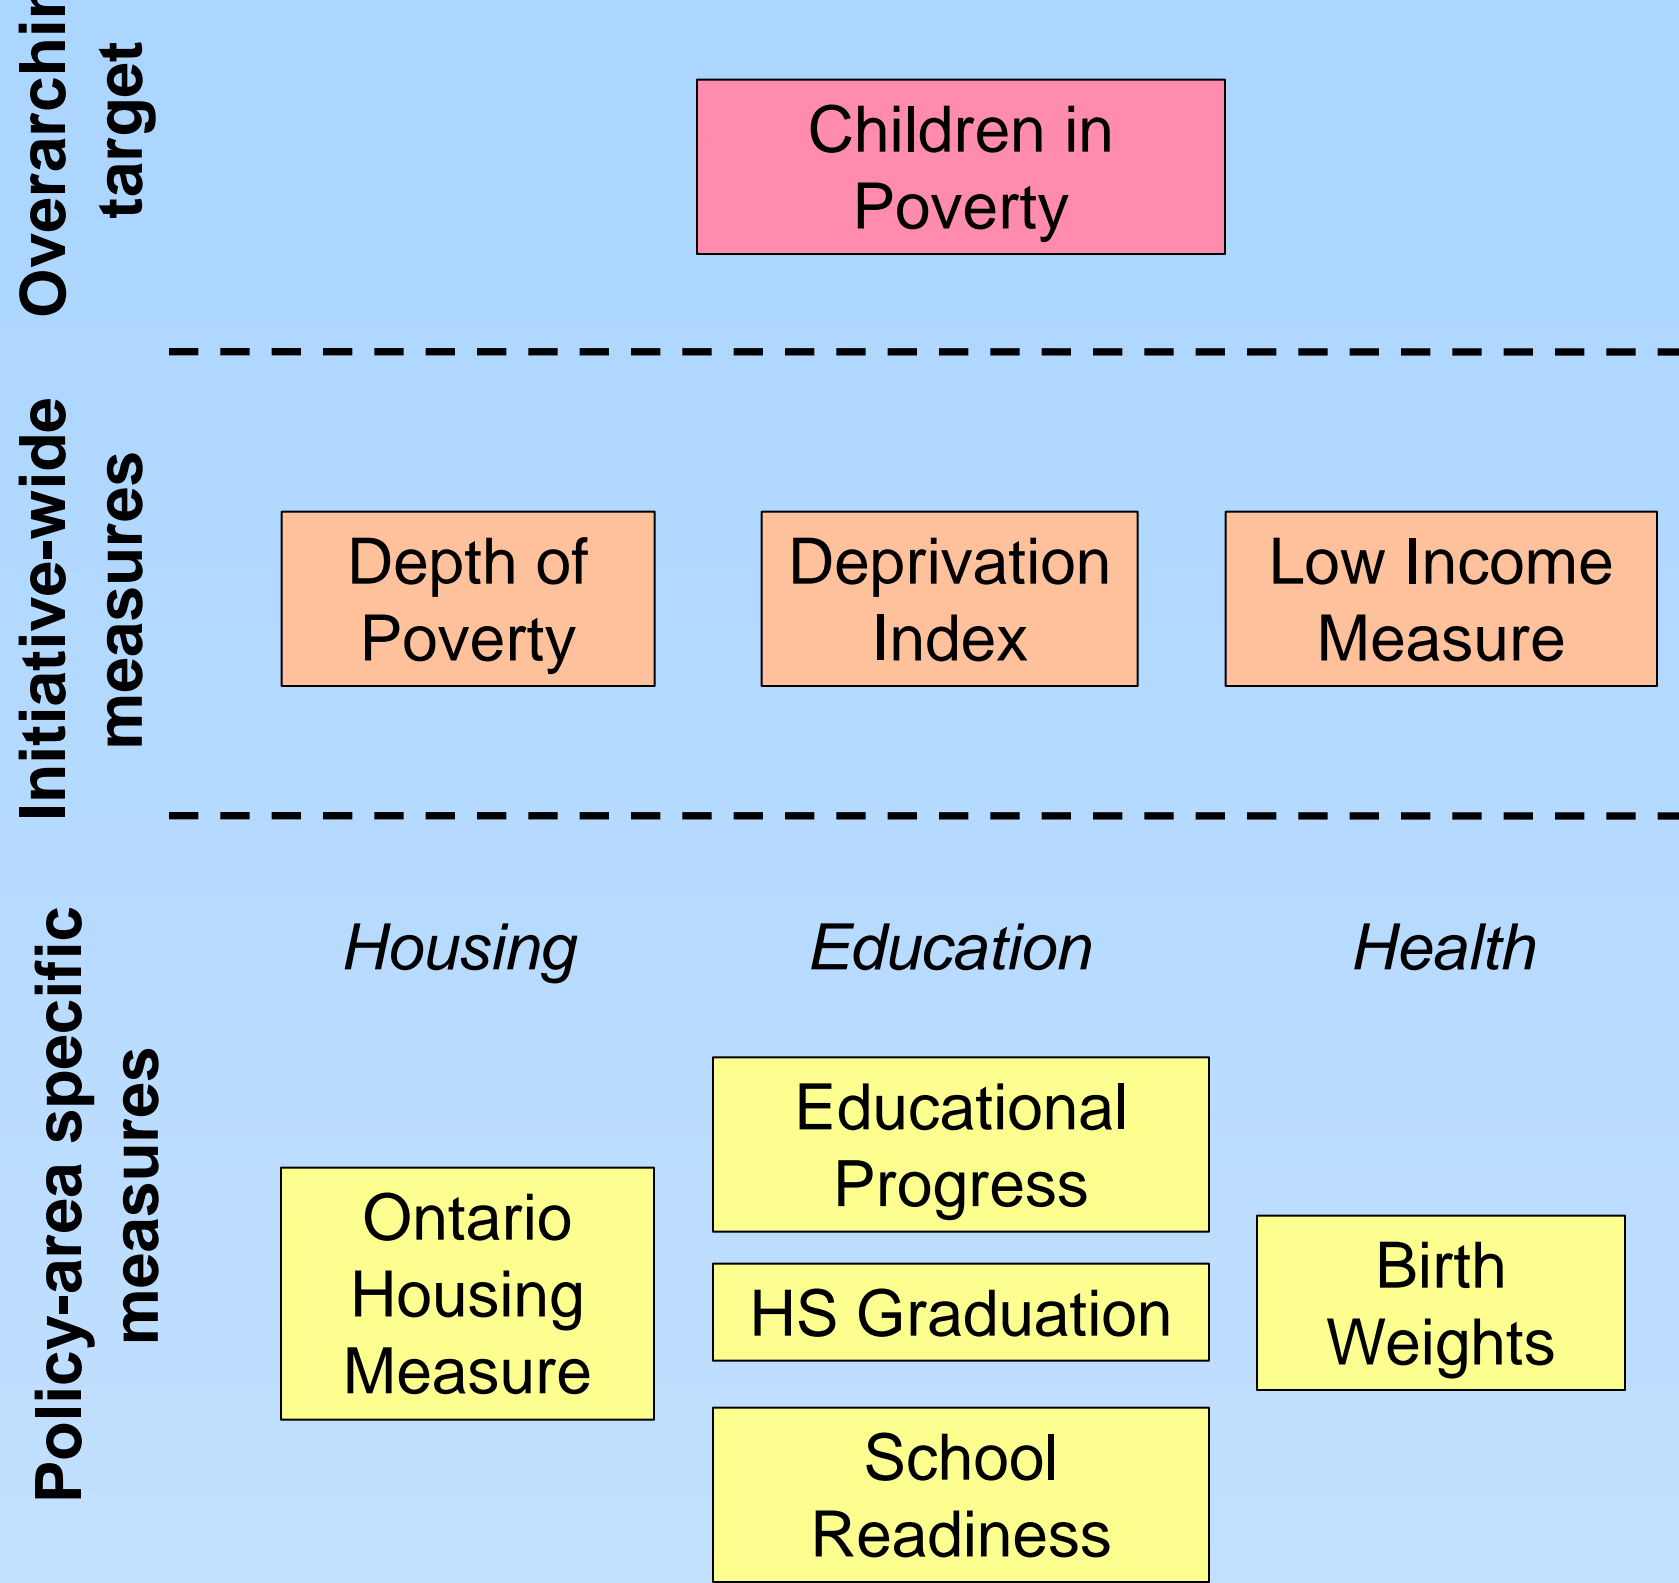 Overarchin
target
Children in
Poverty
Initiative-wide
measures
Depth of
Poverty
Deprivation
Index
Low Income
Measure
Policy-area specific
measures
Housing
Education
Health
Ontario
Housing
Measure
Educational
Progress
HS Graduation
School
Readiness
Birth
Weights